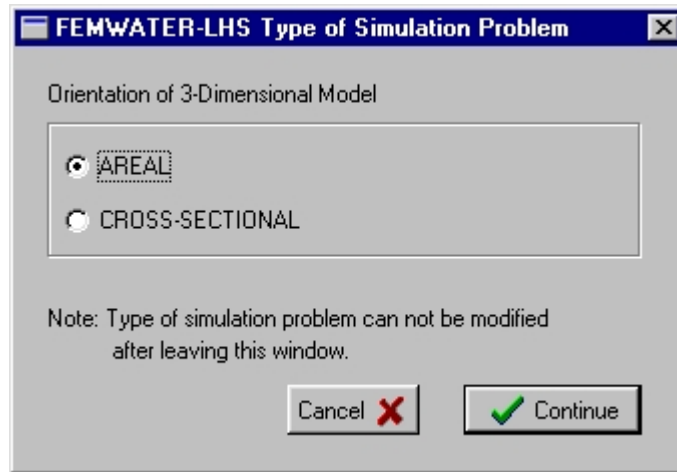 FEMWATER-LHS Type of Simulation Problem
Orientation of 3-Dimensional Model
AREAL
CROSS-SECTIONAL
Note: Type of simulation problem can not be modified
after leaving this window.
Cancel Continue